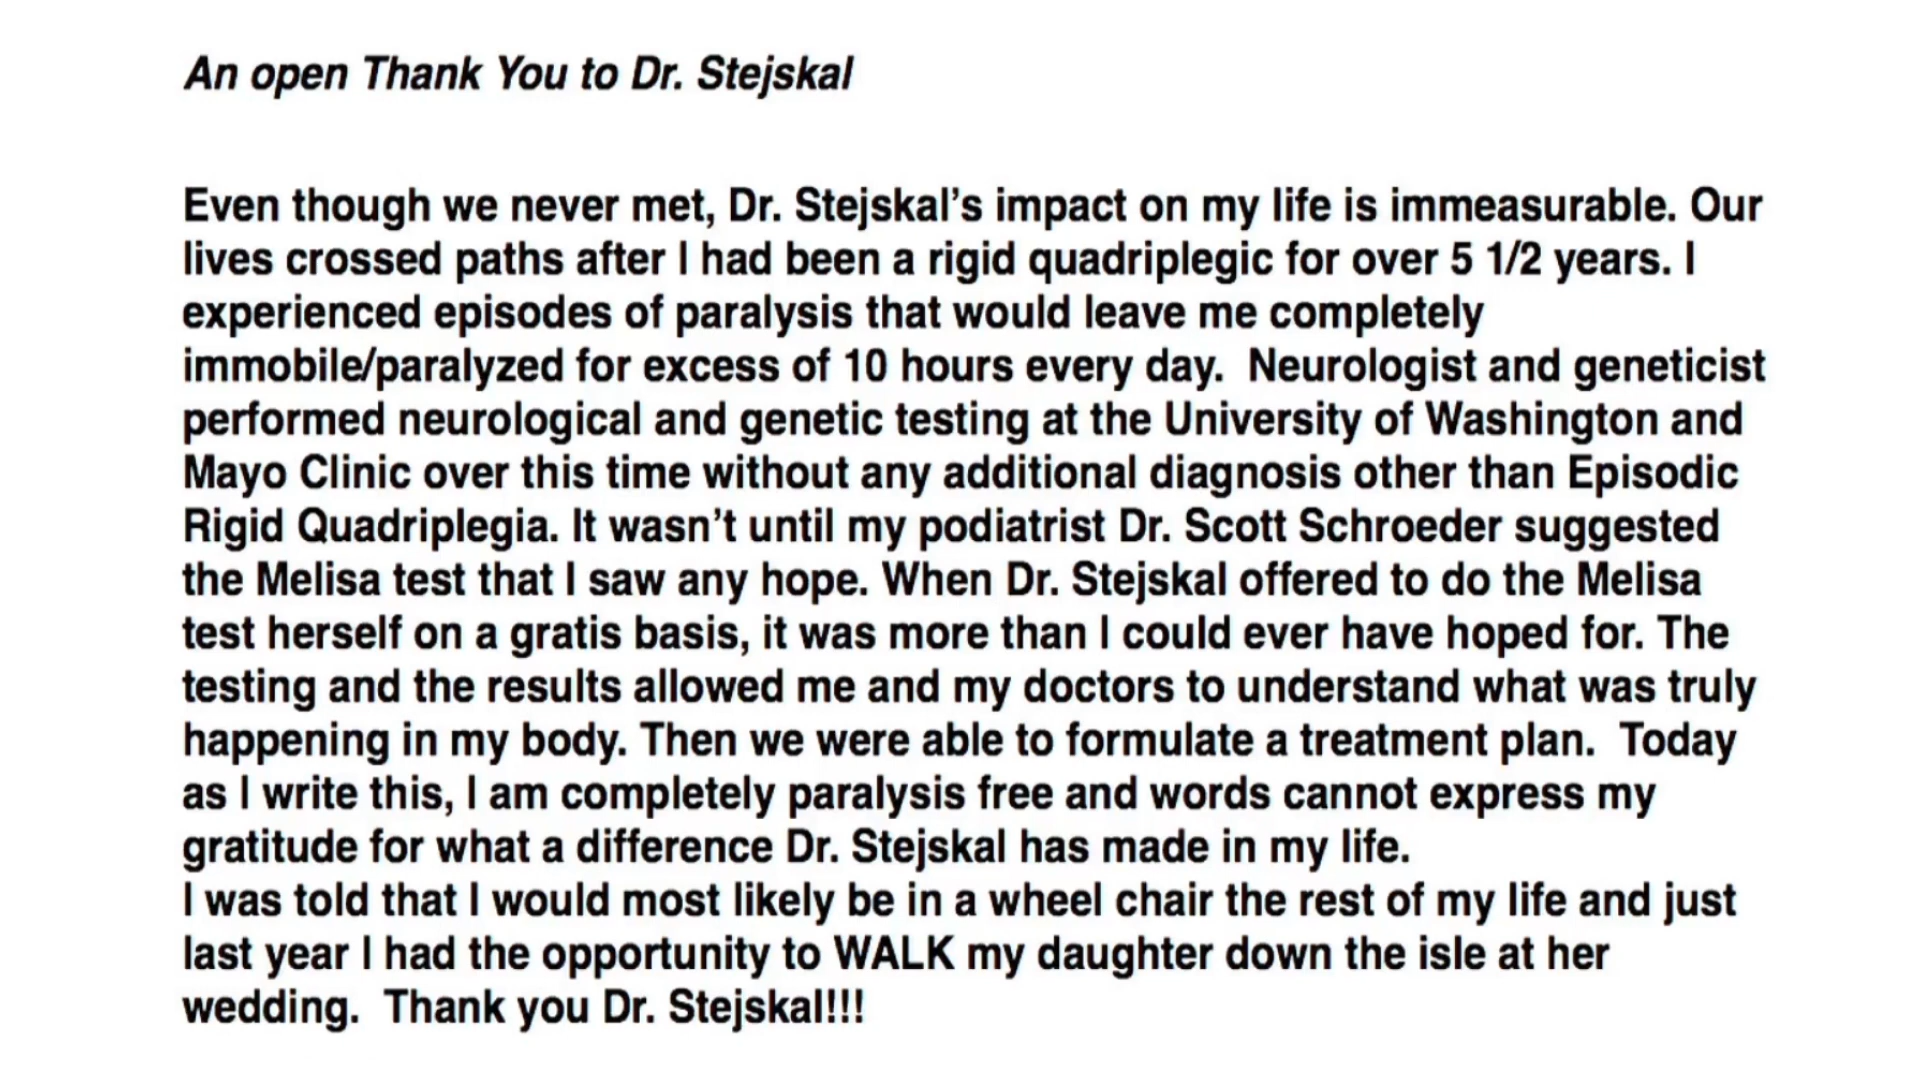 An open Thank You to Dr. Stejskal
Even though we never met, Dr. Stejskal’s impact on my life is immeasurable. Our
lives crossed paths after I had been a rigid quadriplegic for over 5 1/2 years. I
experienced episodes of paralysis that would leave me completely
immobile/paralyzed for excess of 10 hours every day.  Neurologist and geneticist
performed neurological and genetic testing at the University of Washington and
Mayo Clinic over this time without any additional diagnosis other than Episodic
Rigid Quadriplegia. It wasn’t until my podiatrist Dr. Scott Schroeder suggested
the Melisa test that I saw any hope. When Dr. Stejskal offered to do the Melisa
test herself on a gratis basis, it was more than I could ever have hoped for. The
testing and the results allowed me and my doctors to understand what was truly
happening in my body. Then we were able to formulate a treatment plan.  Today
as I write this, I am completely paralysis free and words cannot express my
gratitude for what a difference Dr. Stejskal has made in my life.
I was told that I would most likely be in a wheel chair the rest of my life and just
last year I had the opportunity to WALK my daughter down the isle at her
wedding.  Thank you Dr. Stejskal!!!